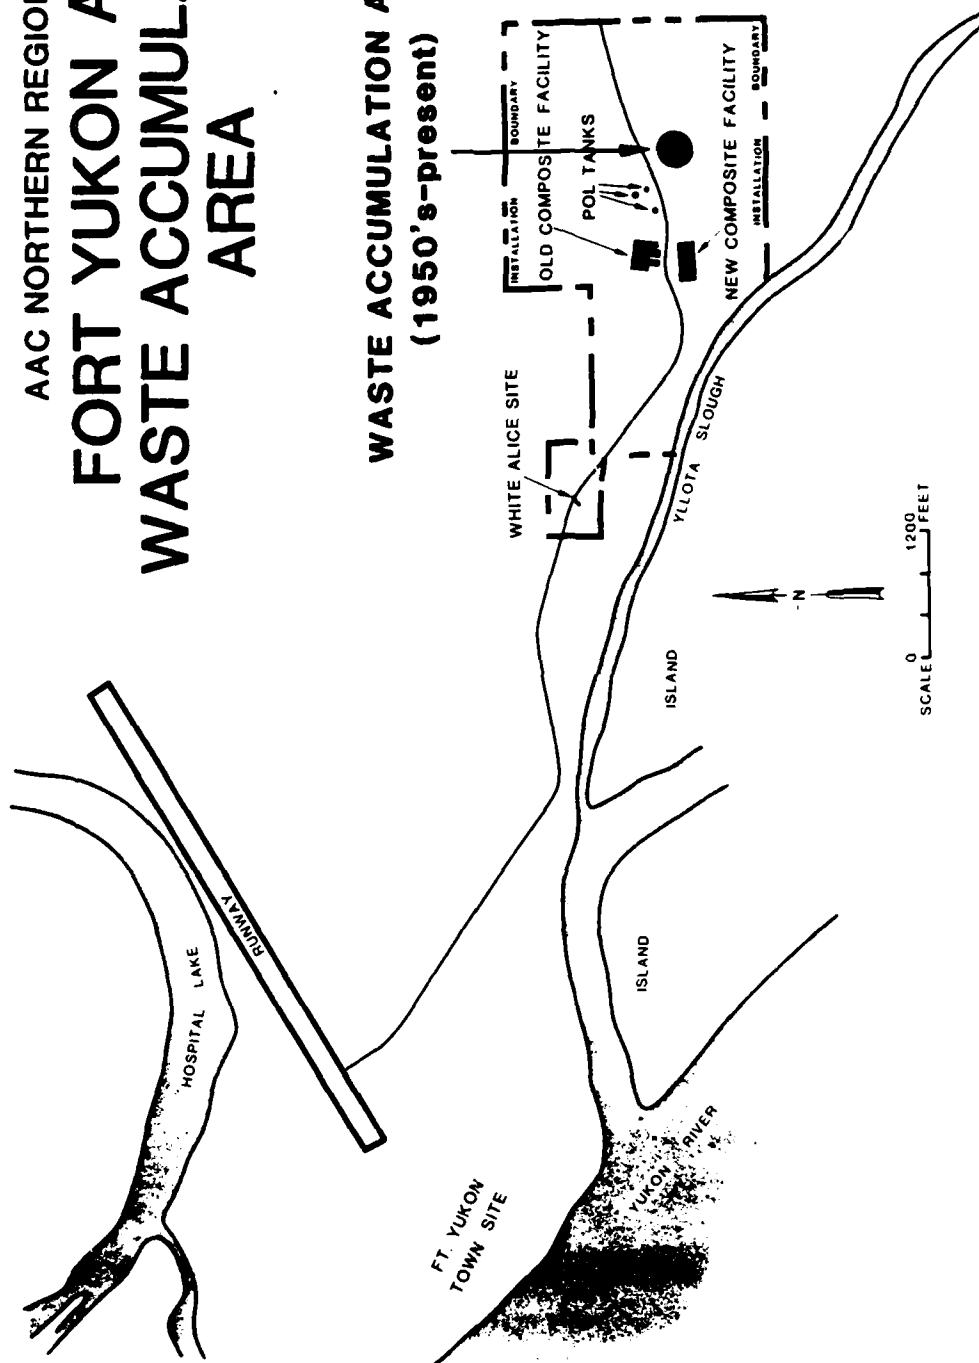 AAC NORTHERN REGION
FORT YUKON A
WASTE ACCUMUL
AREA
WASTE ACCUMULATION A
(1950's-present)
HOSPITAL LAKE
RUNWAY
FT. YUKON
TOWN SITE
YUKON RIVER
ISLAND
ISLAND
WHITE ALICE SITE
YLLOTA SLOUGH
INSTALLATION BOUNDARY
OLD COMPOSITE FACILITY
POL TANKS
NEW COMPOSITE FACILITY
INSTALLATION BOUNDARY
-N-
SCALE 0 1200 FEET